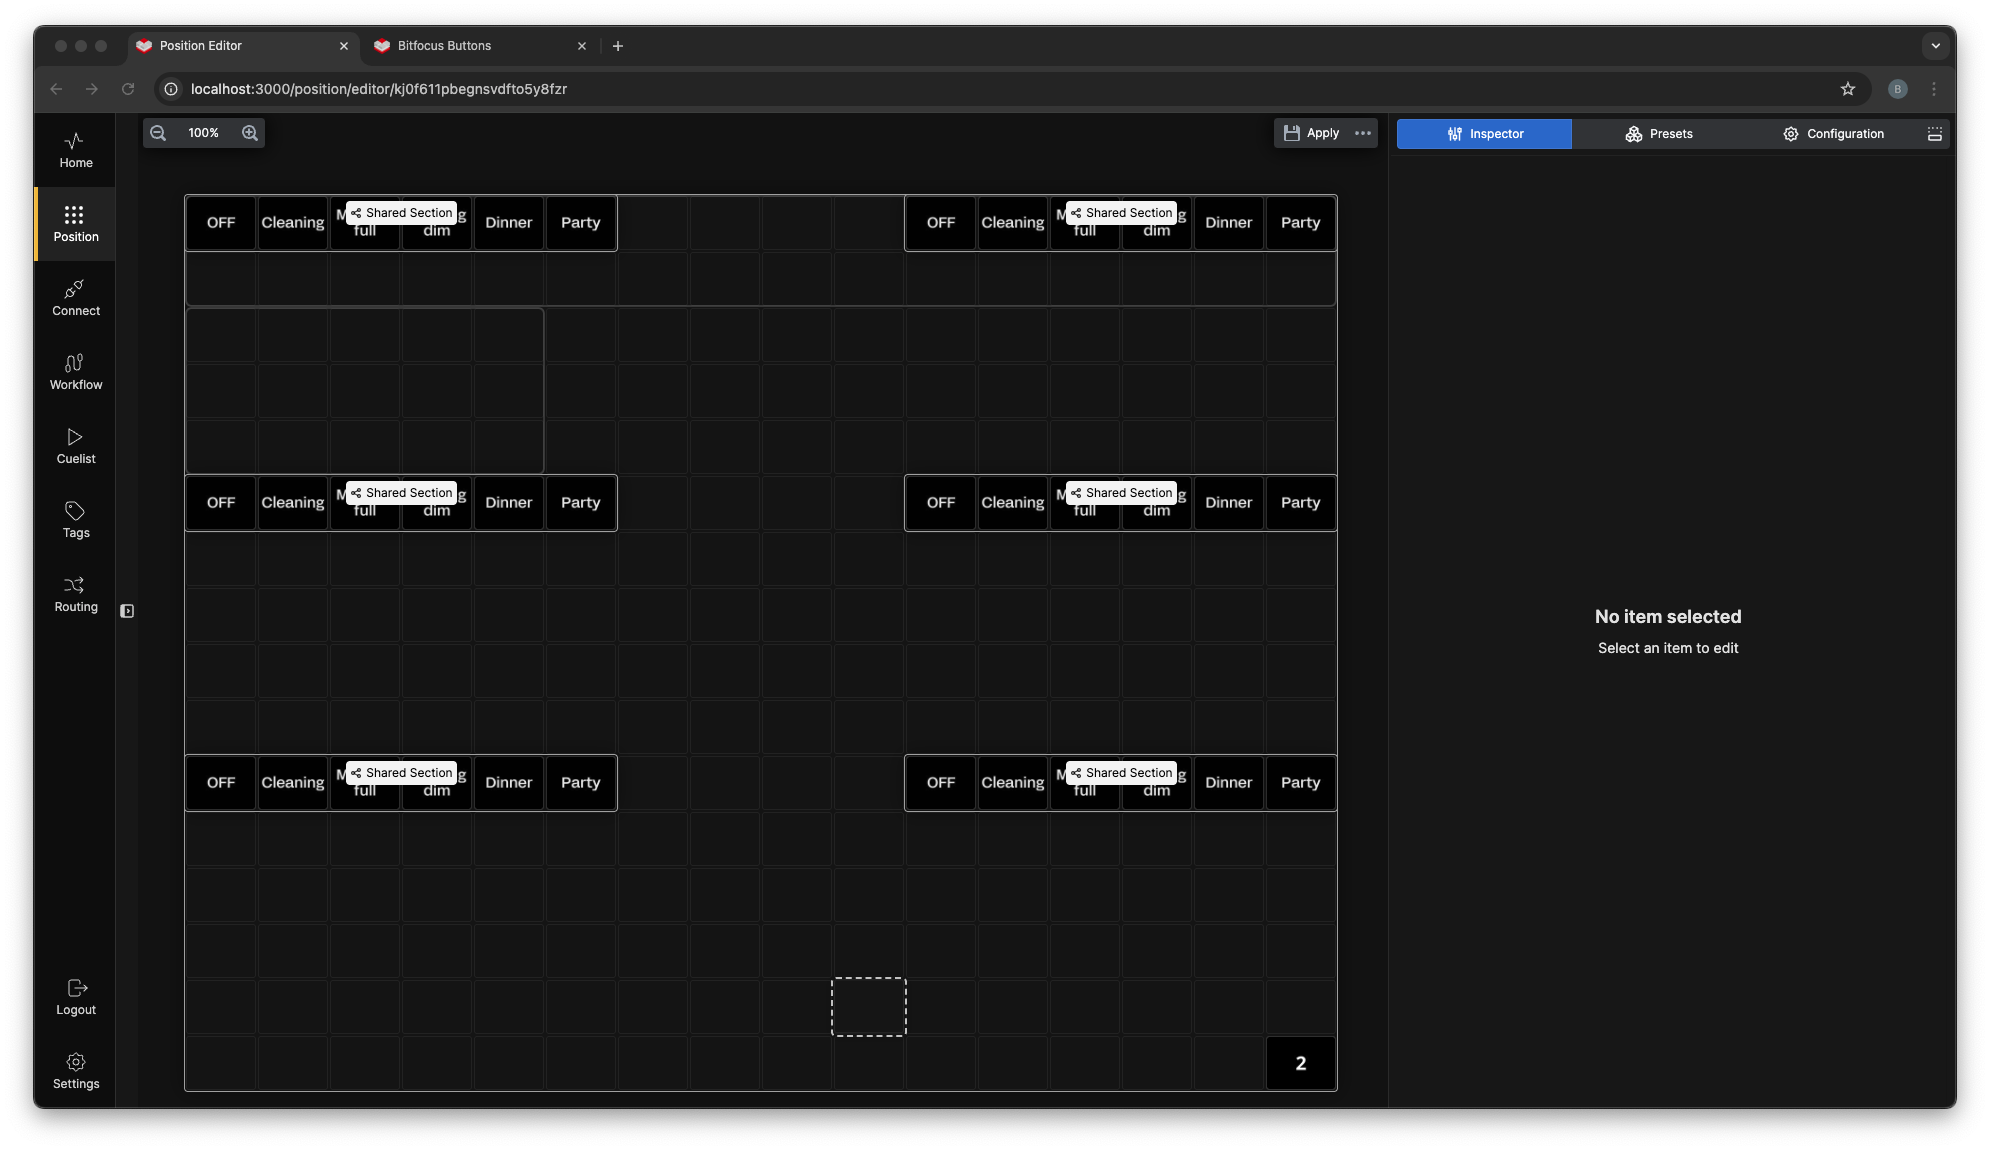 Position Editor
Bitfocus Buttons
localhost:3000/position/editor/kj0f611pbegnsvdfto5y8fzr
B
Home
Position
Connect
Workflow
Cuelist
Tags
Routing
Logout
Settings
100%
Apply
Inspector
Presets
Configuration
OFF Cleaning M Shared Section g Dinner Party
full dim
OFF Cleaning M Shared Section g Dinner Party
full dim
OFF Cleaning M Shared Section g Dinner Party
full dim
OFF Cleaning M Shared Section g Dinner Party
full dim
OFF Cleaning M Shared Section g Dinner Party
full dim
OFF Cleaning M Shared Section g Dinner Party
full dim
2
No item selected
Select an item to edit